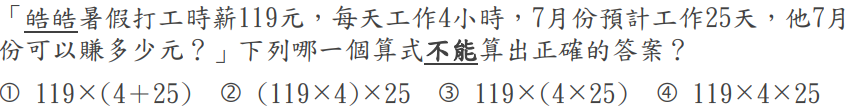 「皓皓暑假打工時薪119元，每天工作4小時，7月份預計工作25天，他7月
份可以賺多少元？」下列哪一個算式不能算出正確的答案？
① 119×(4＋25) ② (119×4)×25 ③ 119×(4×25) ④ 119×4×25